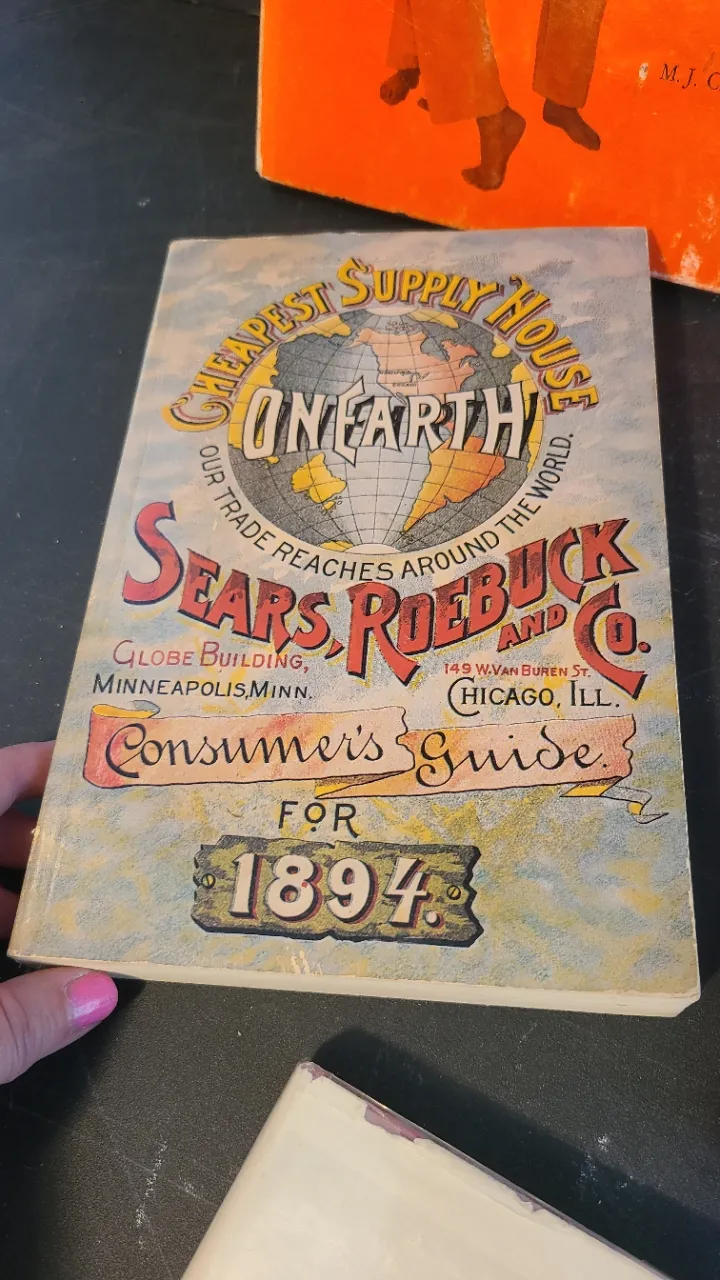 M. J. C
CHEAPEST SUPPLY HOUSE
ON EARTH
OUR TRADE REACHES AROUND THE WORLD.
SEARS, ROEBUCK
AND CO.
GLOBE BUILDING,
MINNEAPOLIS, MINN.
149 W. VAN BUREN ST.
CHICAGO, ILL.
Consumer's Guide.
FOR
1894.